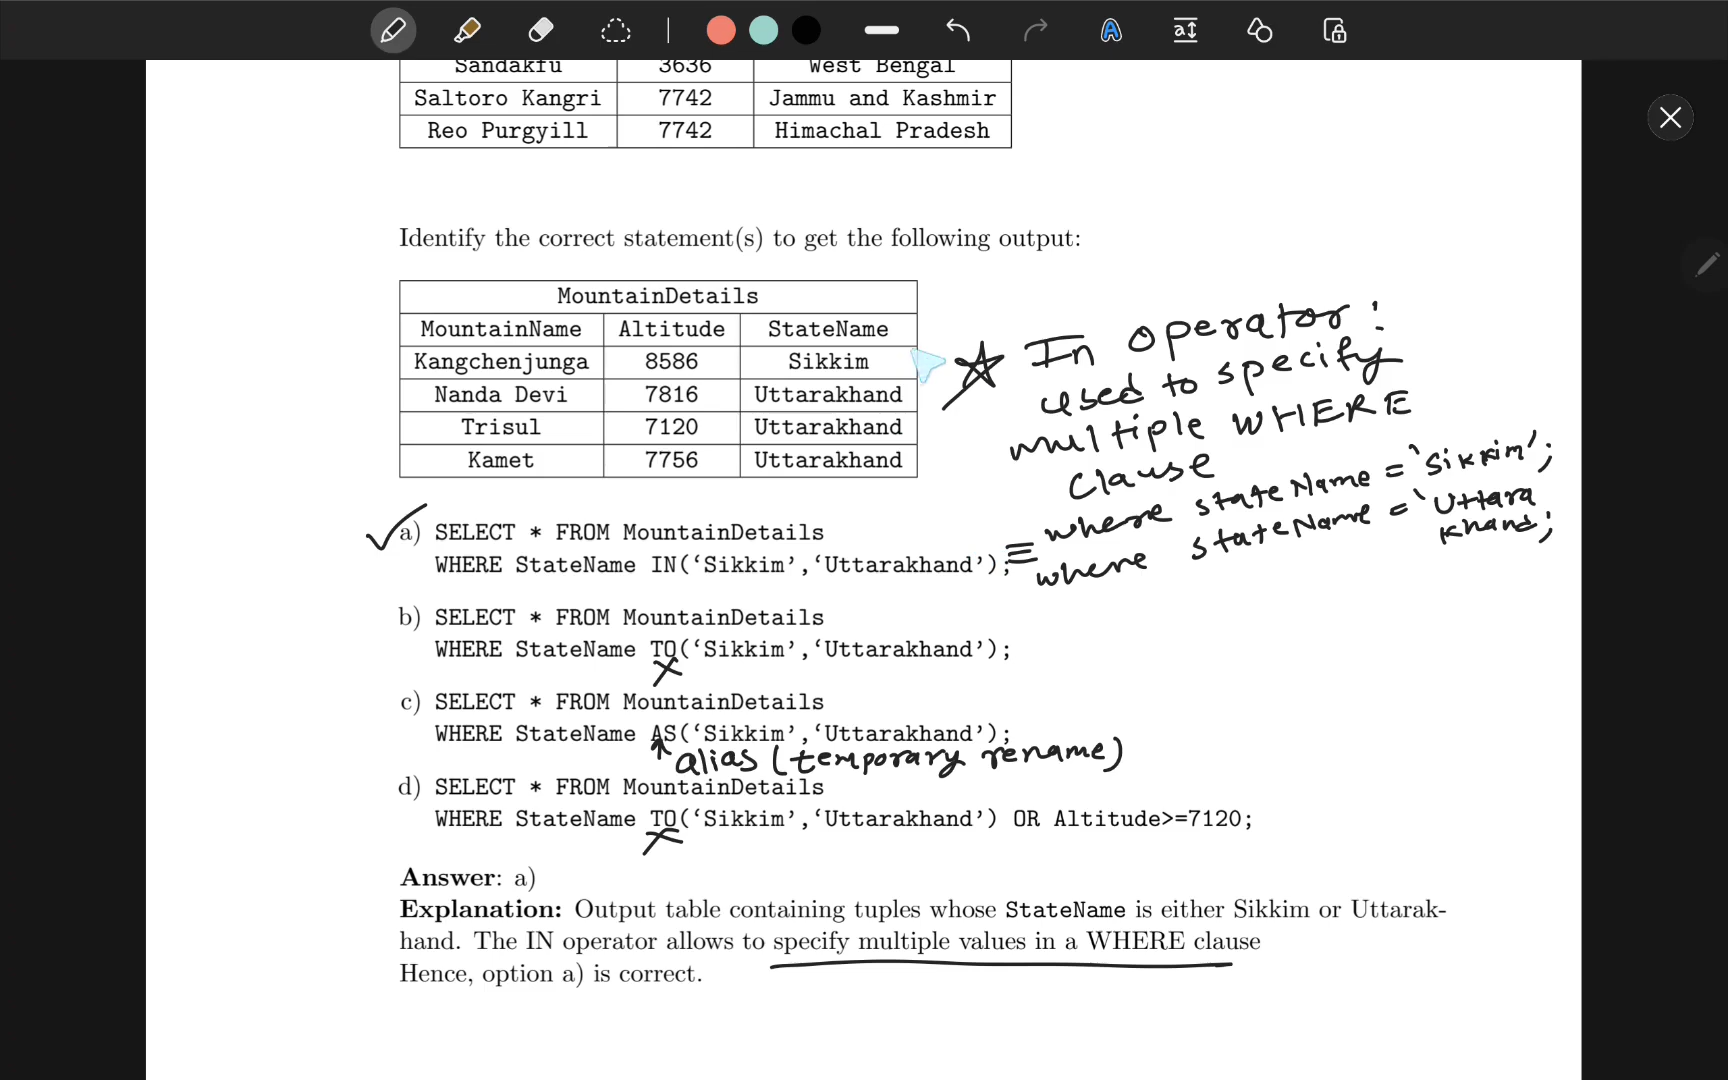 Sandakfu 3636 West Bengal
Saltoro Kangri 7742 Jammu and Kashmir
Reo Purgyill 7742 Himachal Pradesh
Identify the correct statement(s) to get the following output:
MountainDetails
MountainName Altitude StateName
Kangchenjunga 8586 Sikkim
Nanda Devi 7816 Uttarakhand
Trisul 7120 Uttarakhand
Kamet 7756 Uttarakhand
In operator:
used to specify
multiple WHERE
clause
≡ where stateName = 'Sikkim';
where stateName = 'Uttara
khand;
a) SELECT * FROM MountainDetails
WHERE StateName IN(‘Sikkim’,‘Uttarakhand’);
b) SELECT * FROM MountainDetails
WHERE StateName TO(‘Sikkim’,‘Uttarakhand’);
c) SELECT * FROM MountainDetails
WHERE StateName AS(‘Sikkim’,‘Uttarakhand’);
alias (temporary rename)
d) SELECT * FROM MountainDetails
WHERE StateName TO(‘Sikkim’,‘Uttarakhand’) OR Altitude>=7120;
Answer: a)
Explanation: Output table containing tuples whose StateName is either Sikkim or Uttarak-
hand. The IN operator allows to specify multiple values in a WHERE clause
Hence, option a) is correct.